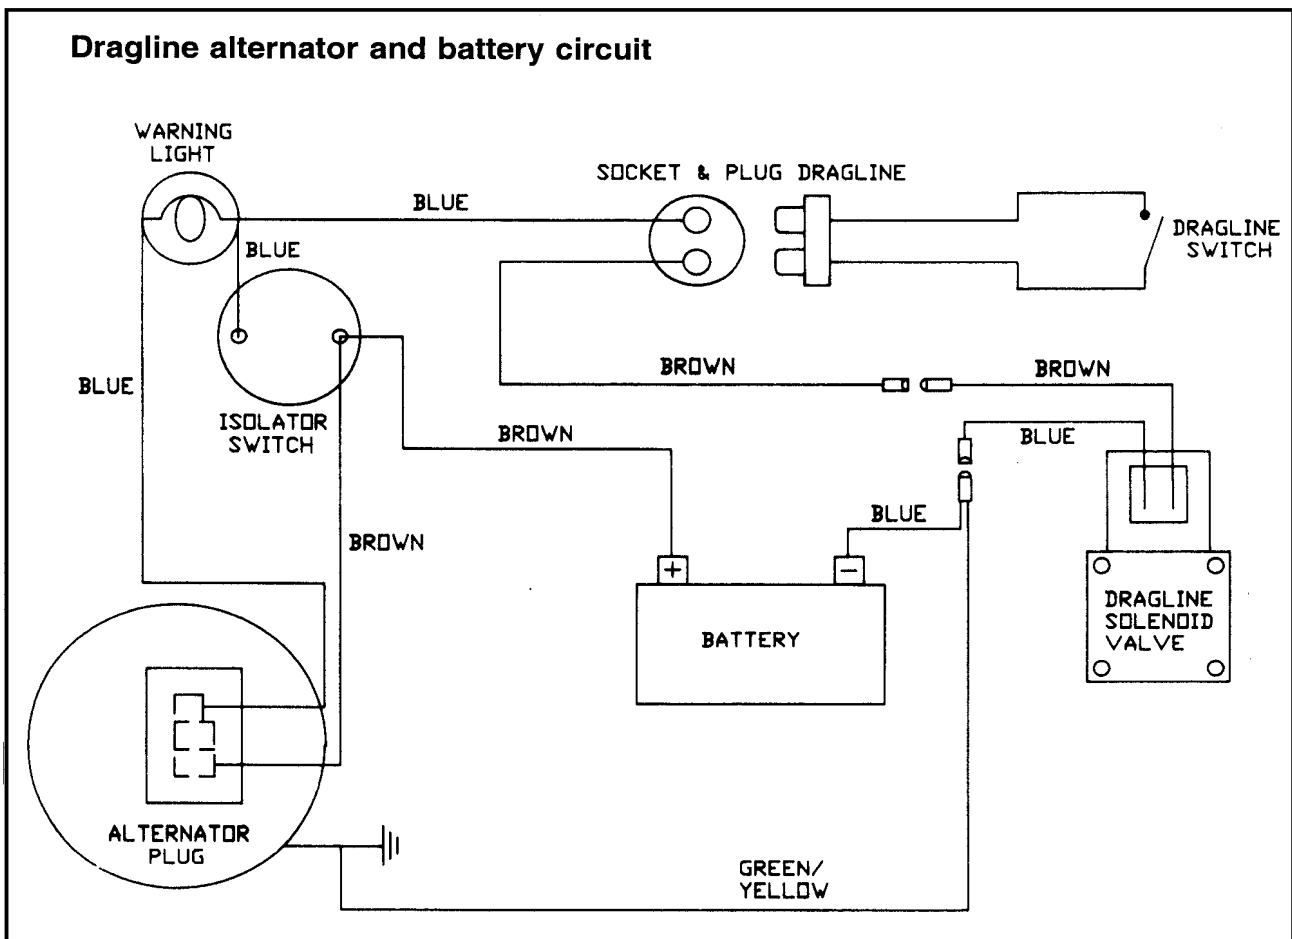 Dragline alternator and battery circuit
WARNING
LIGHT
SOCKET & PLUG DRAGLINE
BLUE
DRAGLINE
SWITCH
BLUE
BLUE
BROWN
BROWN
ISOLATOR
SWITCH
BROWN
BLUE
BLUE
BROWN
+
−
DRAGLINE
SOLENOID
VALVE
BATTERY
ALTERNATOR
PLUG
GREEN/
YELLOW